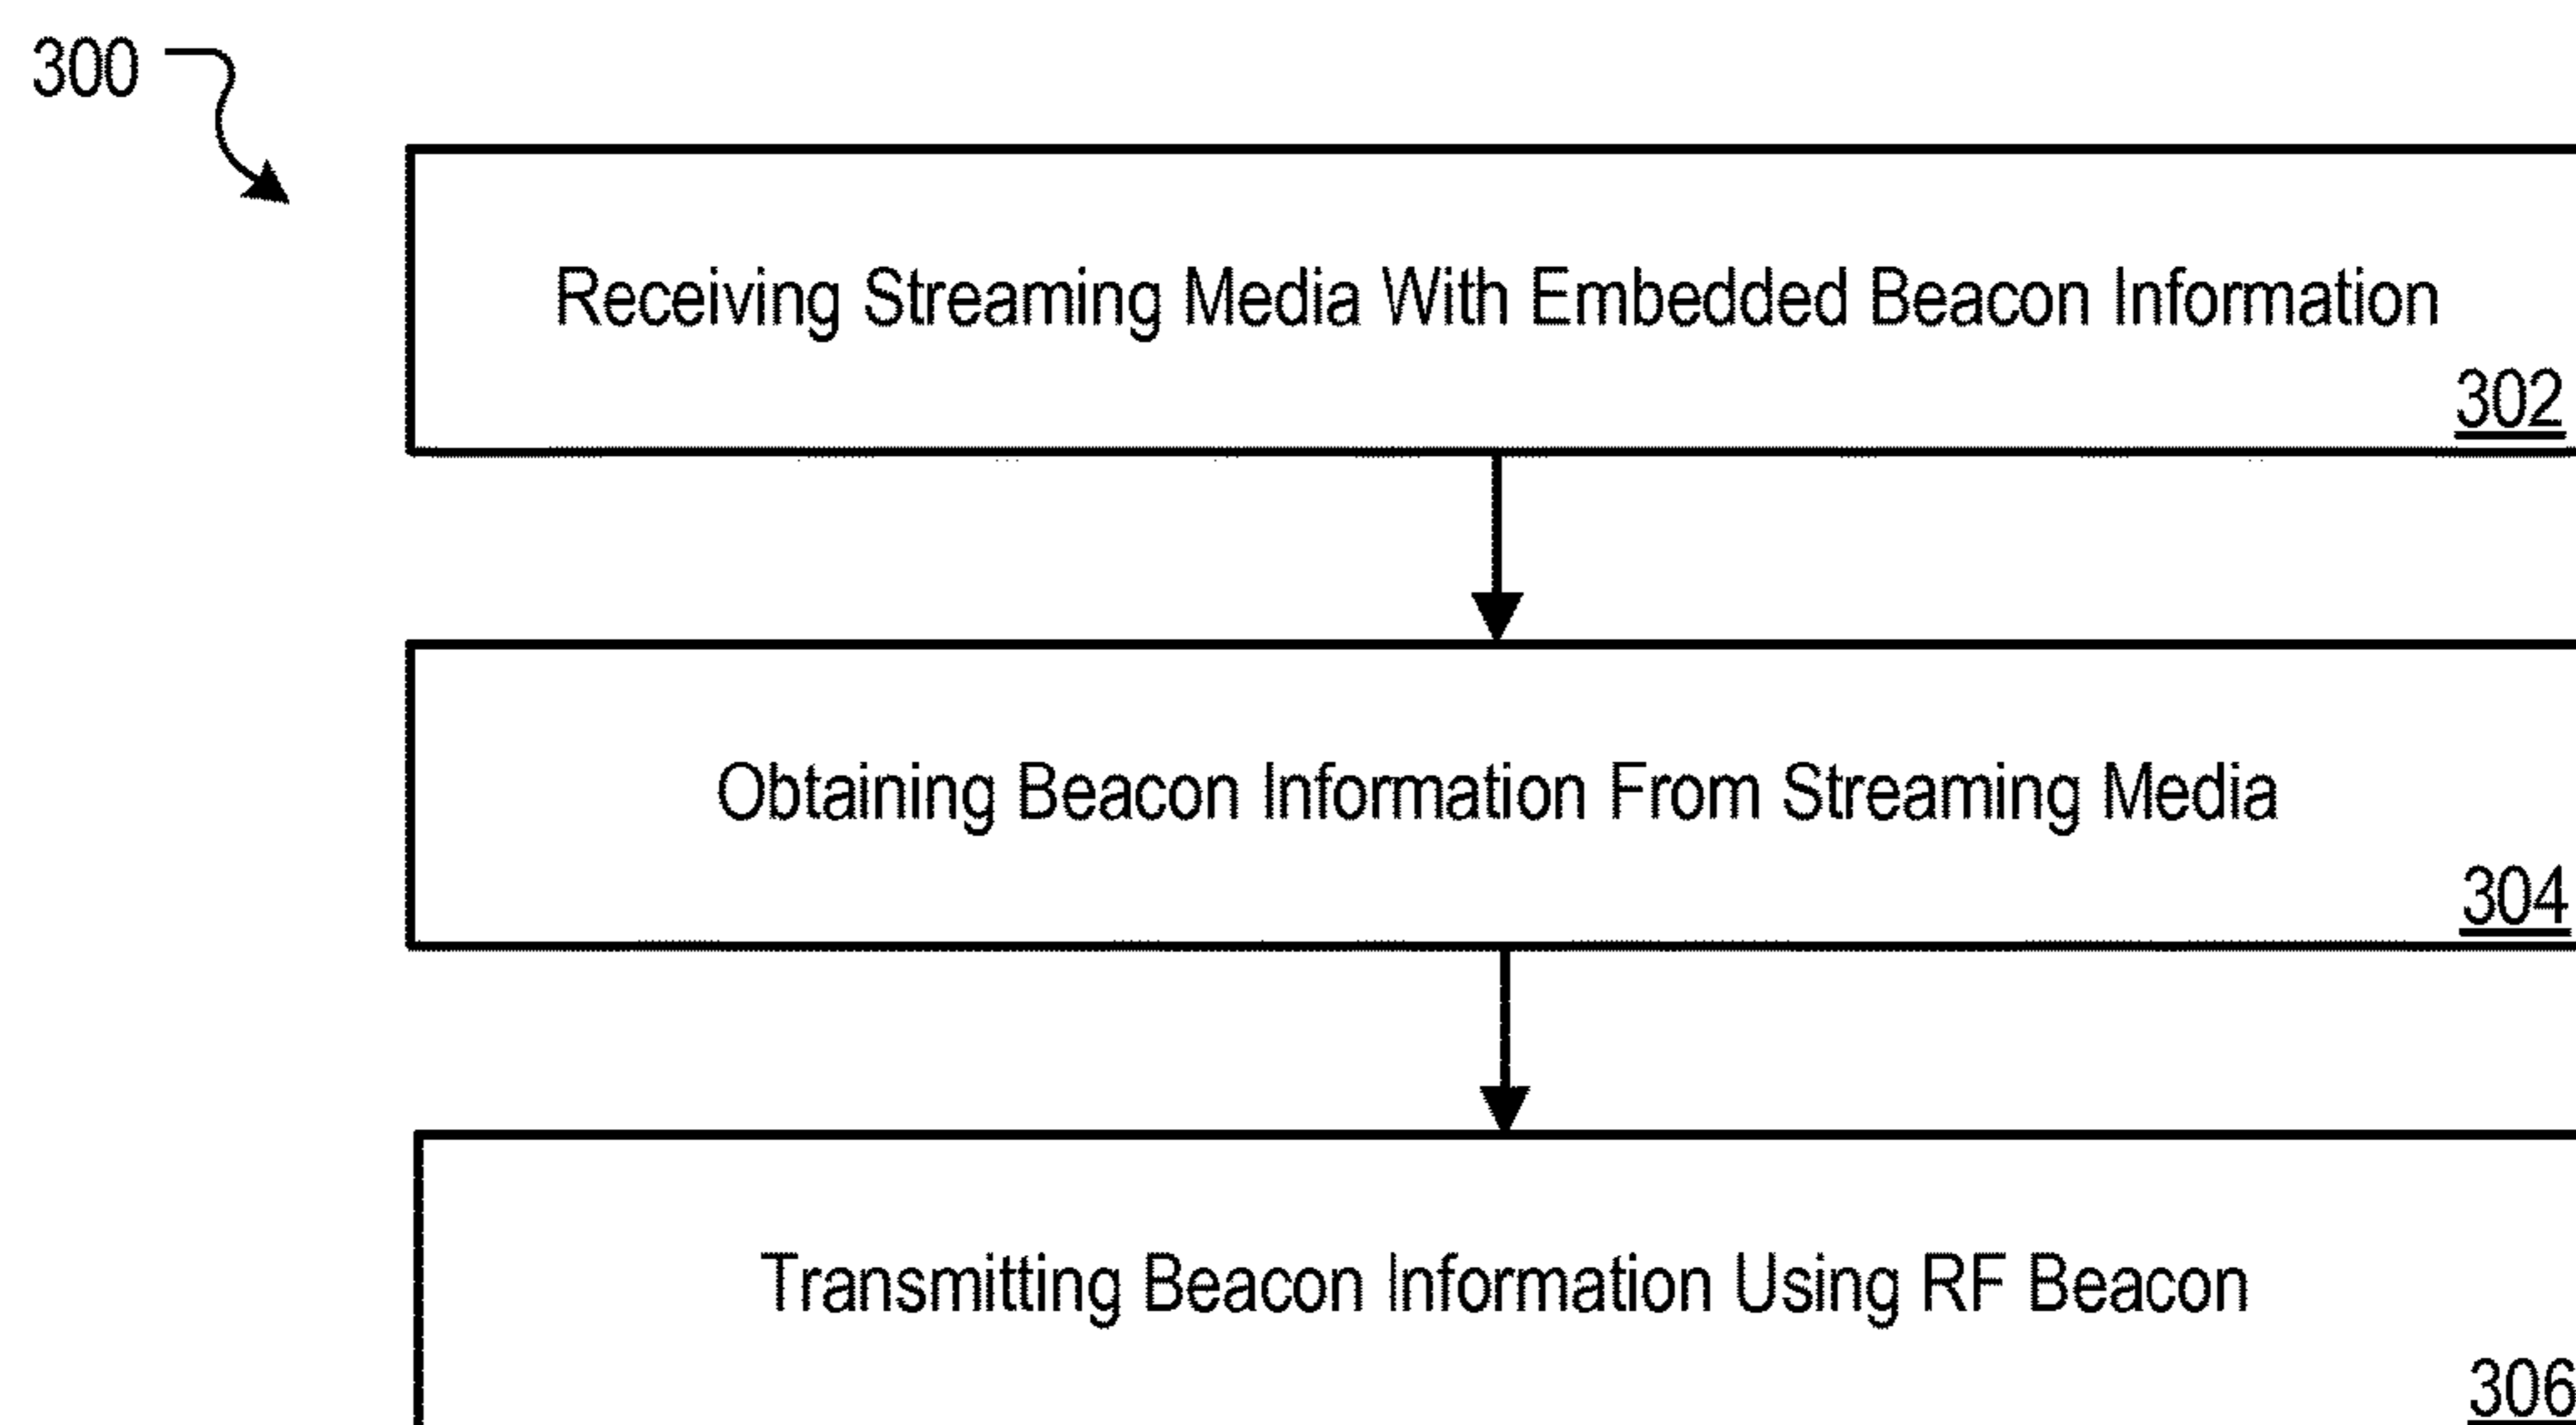 300
Receiving Streaming Media With Embedded Beacon Information
302
Obtaining Beacon Information From Streaming Media
304
Transmitting Beacon Information Using RF Beacon
306